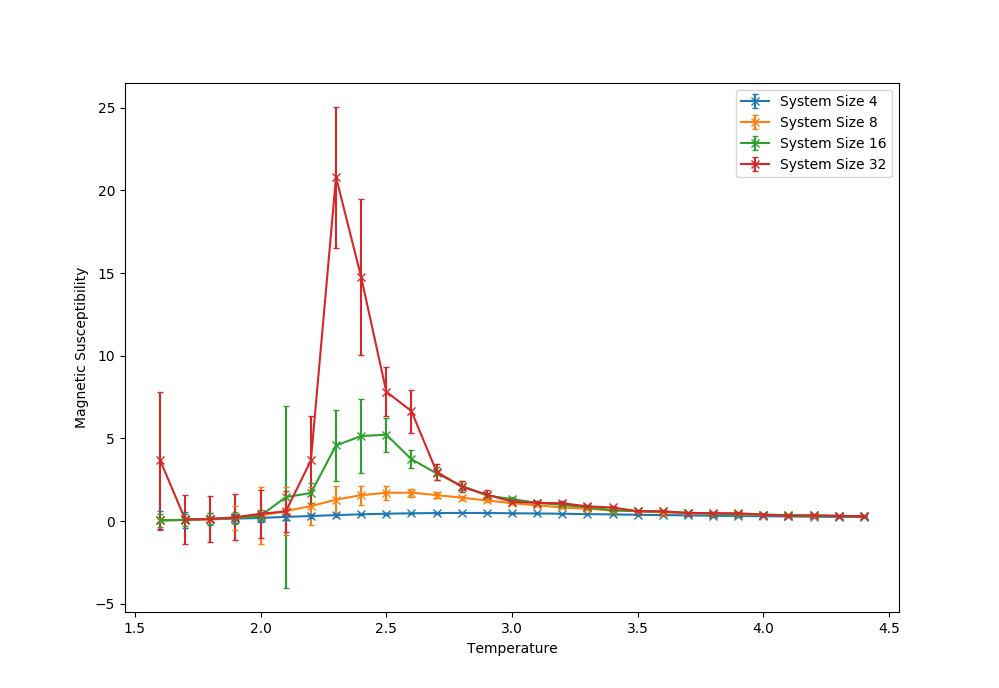 System Size 4
System Size 8
System Size 16
System Size 32
25
20
15
10
5
0
−5
Magnetic Susceptibility
1.5 2.0 2.5 3.0 3.5 4.0 4.5
Temperature